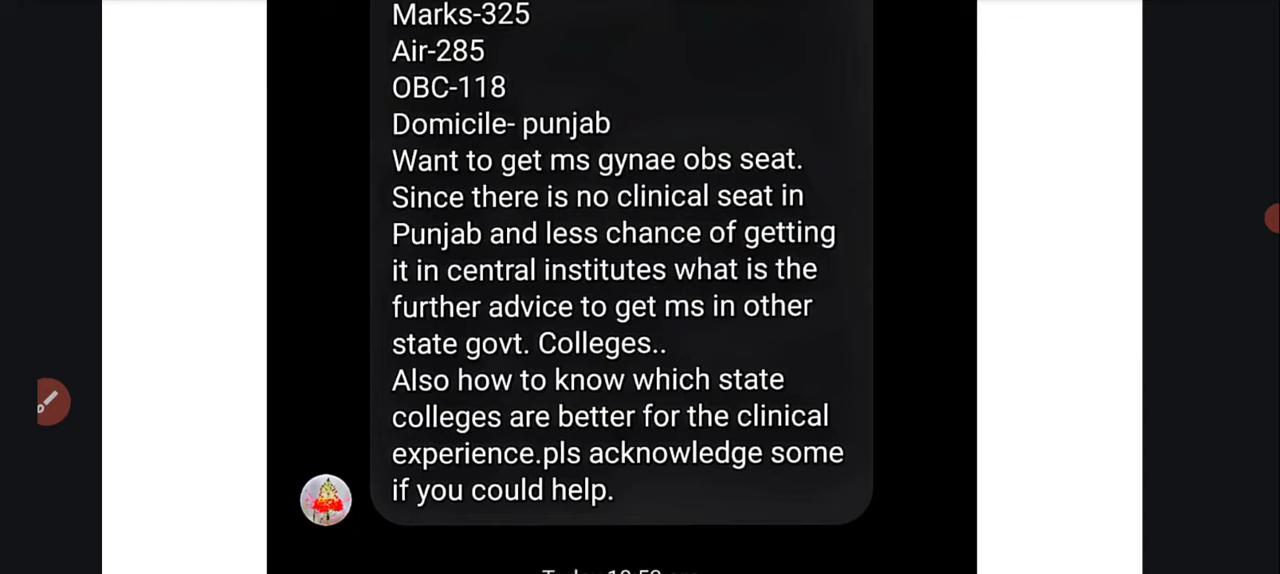 Marks-325
Air-285
OBC-118
Domicile- punjab
Want to get ms gynae obs seat.
Since there is no clinical seat in
Punjab and less chance of getting
it in central institutes what is the
further advice to get ms in other
state govt. Colleges..
Also how to know which state
colleges are better for the clinical
experience.pls acknowledge some
if you could help.